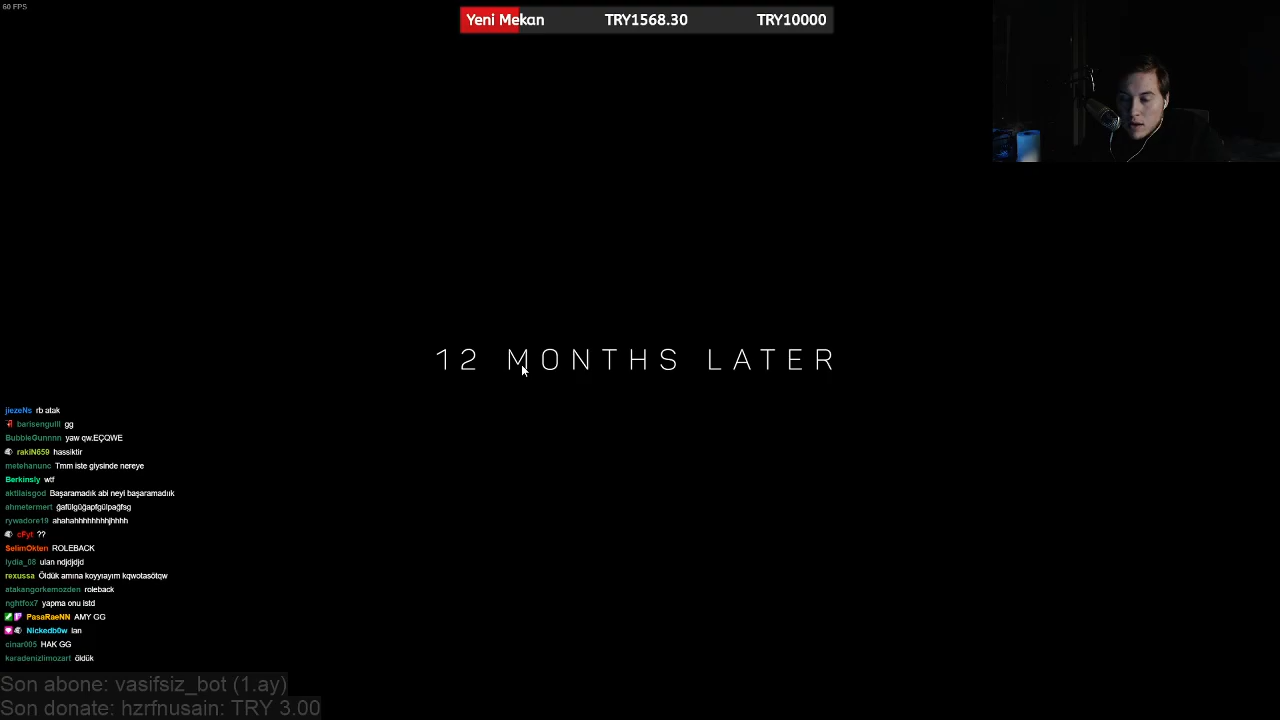 60 FPS
Yeni Mekan TRY1568.30 TRY10000
12 MONTHS LATER
jiezeNs rb atak
barisengulll gg
BubbleGunnnn yaw qw.EÇQWE
rakiN659 hassiktir
metehanunc Tmm iste giysinde nereye
Berkinsly wtf
aktilaisgod Başaramadık abi neyi başaramadıık
ahmetermert ğafülgüğapfgülpağfsg
rywadore19 ahahahhhhhhhhjhhhh
cFyt ??
SelimOkten ROLEBACK
lydia_08 ulan ndjdjdjd
rexussa Öldük amına koyyıayım kqwotasötqw
atakangorkemozden roleback
nghtfox7 yapma onu lstd
PasaRaeNN AMY GG
Nickedb0w lan
cinar005 HAK GG
karadenizlimozart öldük
Son abone: vasifsiz_bot (1.ay)
Son donate: hzrfnusain: TRY 3.00